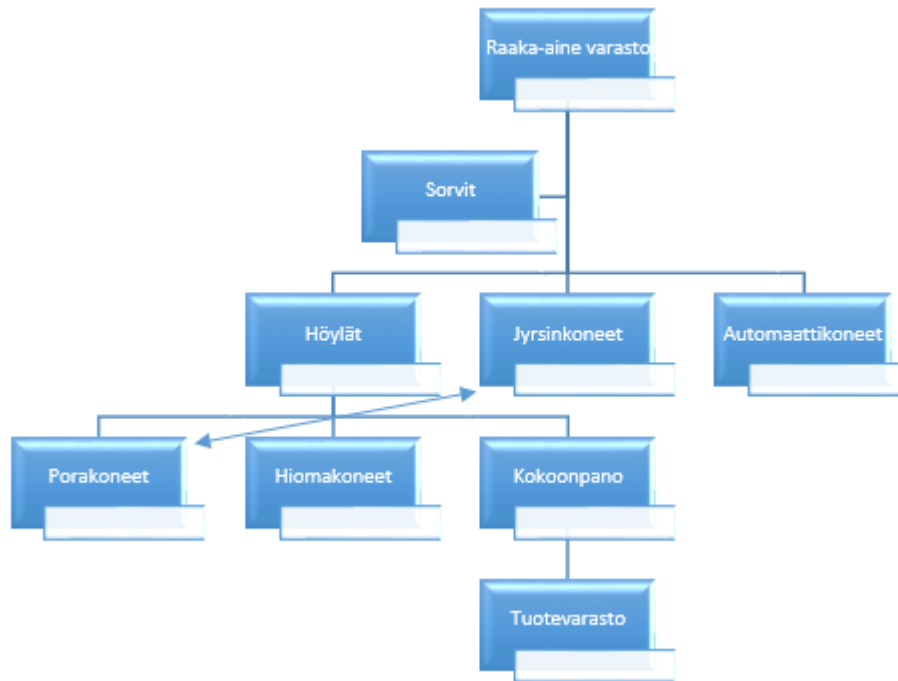 Raaka-aine varasto
Sorvit
Höylät
Jyrsinkoneet
Automaattikoneet
Porakoneet
Hiomakoneet
Kokoonpano
Tuotevarasto